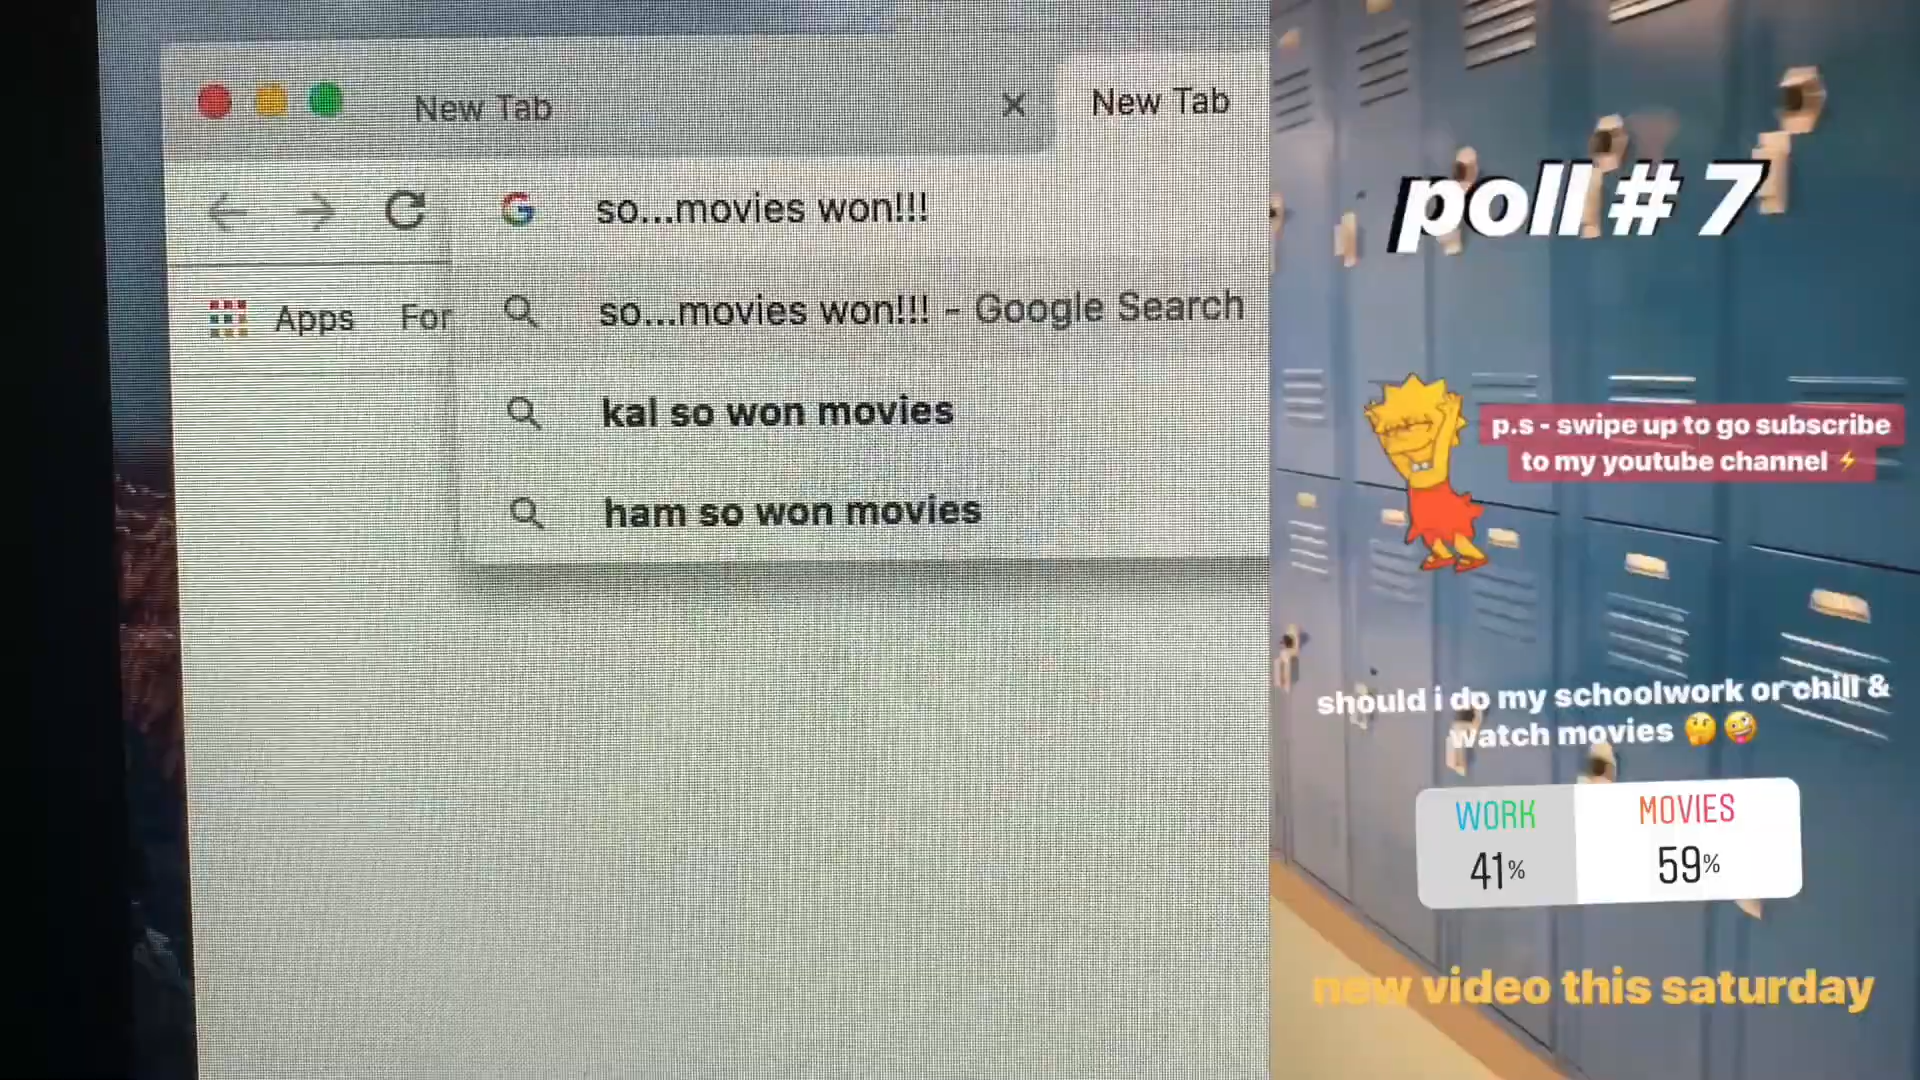 New Tab
New Tab
so...movies won!!!
Apps
For
so...movies won!!! - Google Search
kal so won movies
ham so won movies
poll # 7
p.s - swipe up to go subscribe
to my youtube channel ⚡
should i do my schoolwork or chill &
watch movies 🤔 🤪
WORK
41%
MOVIES
59%
new video this saturday